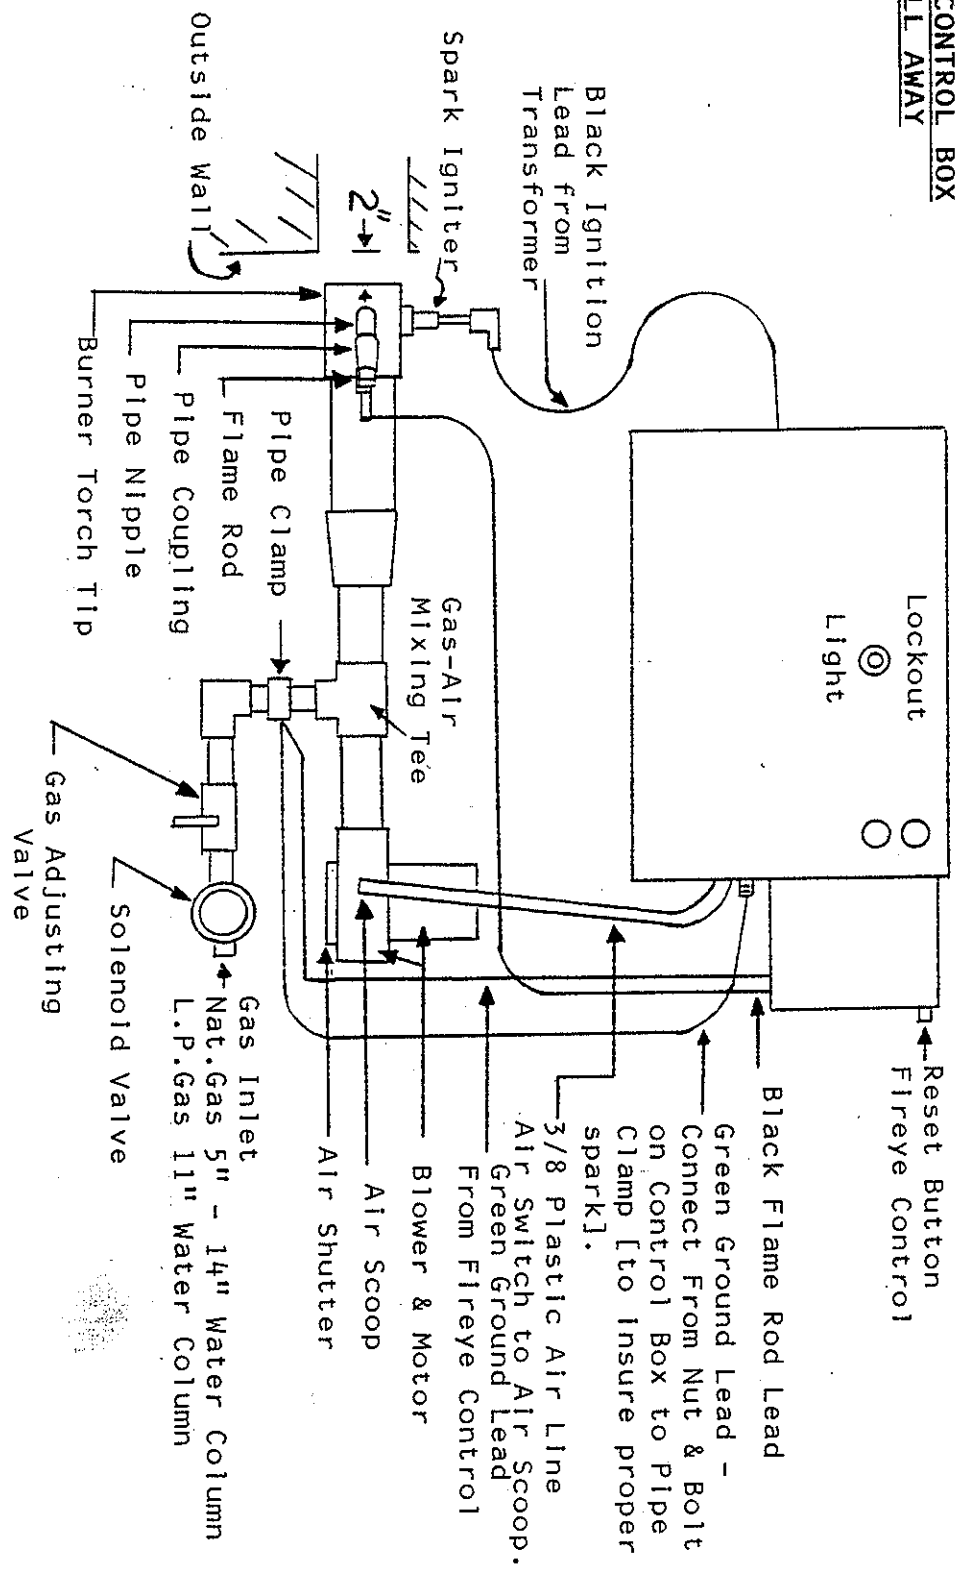 CONTROL BOX
LL AWAY
Reset Button
Fireye Control
Black Flame Rod Lead
Green Ground Lead -
Connect From Nut & Bolt
on Control Box to Pipe
Clamp [to insure proper
spark].
3/8 Plastic Air Line
Air Switch to Air Scoop.
Green Ground Lead
From Fireye Control
Blower & Motor
Air Scoop
Air Shutter
Gas Inlet
Nat.Gas 5" - 14" Water Column
L.P.Gas 11" Water Column
Solenoid Valve
Gas Adjusting
Valve
Lockout
Light
Gas-Air
Mixing Tee
Black Ignition
Lead from
Transformer
Spark Igniter
2"
Outside Wall
Pipe Clamp
Flame Rod
Pipe Coupling
Pipe Nipple
Burner Torch Tip